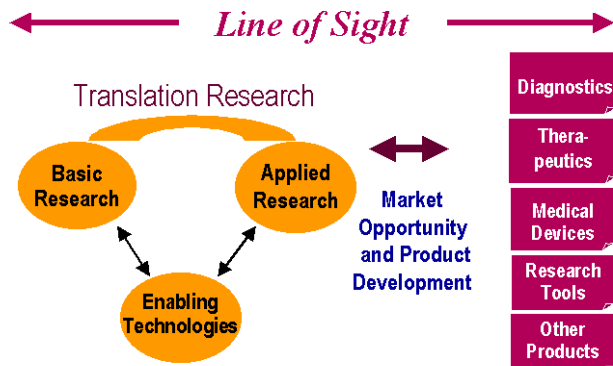 Line of Sight
Translation Research
Basic
Research
Applied
Research
Enabling
Technologies
Market
Opportunity
and Product
Development
Diagnostics
Thera-
peutics
Medical
Devices
Research
Tools
Other
Products